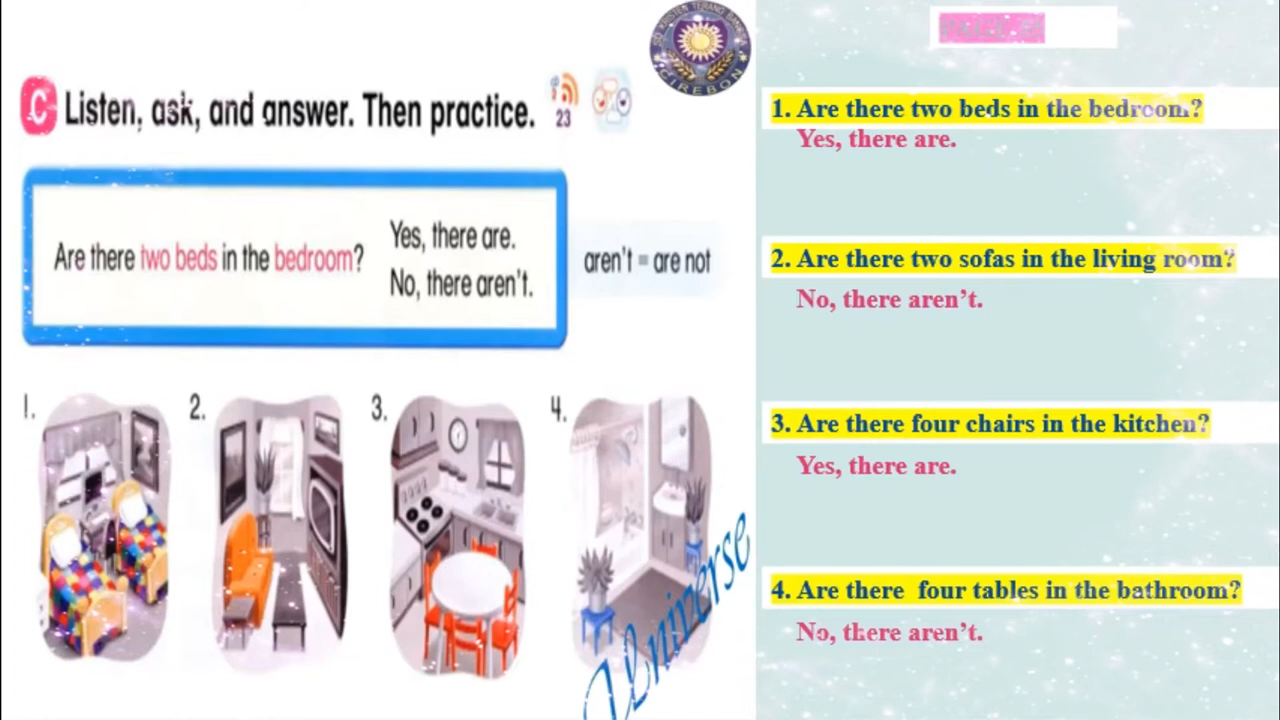 C Listen, ask, and answer. Then practice.
23
Are there two beds in the bedroom?
Yes, there are.
No, there aren't.
aren't = are not
1.
2.
3.
4.
CIREBON
1. Are there two beds in the bedroom?
Yes, there are.
2. Are there two sofas in the living room?
No, there aren't.
3. Are there four chairs in the kitchen?
Yes, there are.
4. Are there four tables in the bathroom?
No, there aren't.